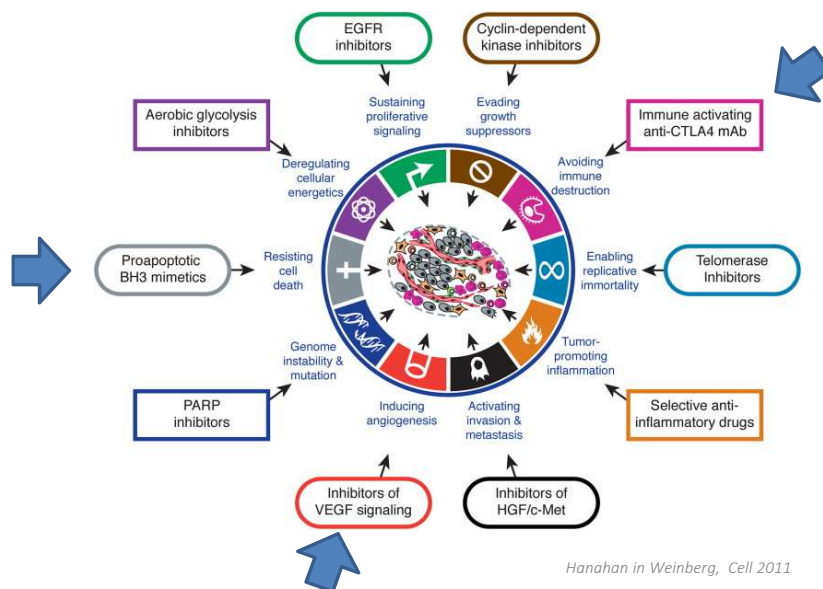 EGFR
inhibitors
Cyclin-dependent
kinase inhibitors
Sustaining
proliferative
signaling
Evading
growth
suppressors
Aerobic glycolysis
inhibitors
Immune activating
anti-CTLA4 mAb
Deregulating
cellular
energetics
Avoiding
immune
destruction
Proapoptotic
BH3 mimetics
Resisting
cell
death
Enabling
replicative
immortality
Telomerase
Inhibitors
Genome
instability &
mutation
Tumor-
promoting
inflammation
PARP
inhibitors
Inducing
angiogenesis
Activating
invasion &
metastasis
Selective anti-
inflammatory drugs
Inhibitors of
VEGF signaling
Inhibitors of
HGF/c-Met
Hanahan in Weinberg, Cell 2011